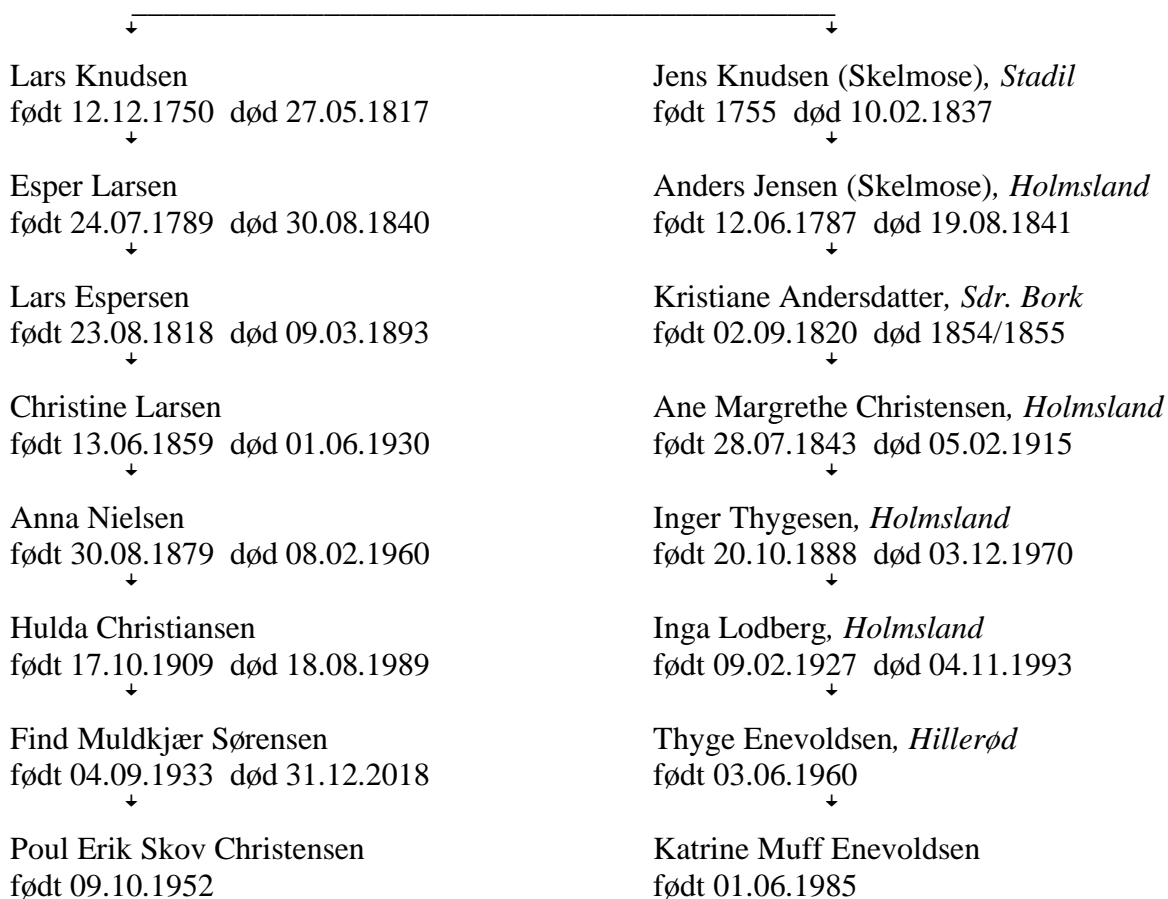 Lars Knudsen
født 12.12.1750 død 27.05.1817
Esper Larsen
født 24.07.1789 død 30.08.1840
Lars Espersen
født 23.08.1818 død 09.03.1893
Christine Larsen
født 13.06.1859 død 01.06.1930
Anna Nielsen
født 30.08.1879 død 08.02.1960
Hulda Christiansen
født 17.10.1909 død 18.08.1989
Find Muldkjær Sørensen
født 04.09.1933 død 31.12.2018
Poul Erik Skov Christensen
født 09.10.1952
Jens Knudsen (Skelmose), Stadil
født 1755 død 10.02.1837
Anders Jensen (Skelmose), Holmsland
født 12.06.1787 død 19.08.1841
Kristiane Andersdatter, Sdr. Bork
født 02.09.1820 død 1854/1855
Ane Margrethe Christensen, Holmsland
født 28.07.1843 død 05.02.1915
Inger Thygesen, Holmsland
født 20.10.1888 død 03.12.1970
Inga Lodberg, Holmsland
født 09.02.1927 død 04.11.1993
Thyge Enevoldsen, Hillerød
født 03.06.1960
Katrine Muff Enevoldsen
født 01.06.1985